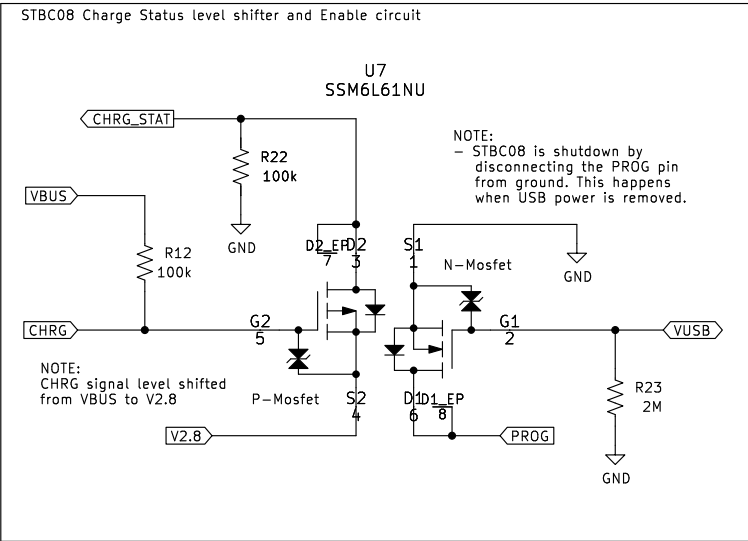 STBC08 Charge Status level shifter and Enable circuit
U7
SSM6L61NU
CHRG_STAT
R22
100k
GND
NOTE:
- STBC08 is shutdown by
disconnecting the PROG pin
from ground. This happens
when USB power is removed.
VBUS
R12
100k
D2_EP
7
D2
3
S1
1
N-Mosfet
GND
CHRG
G2
5
G1
2
VUSB
NOTE:
CHRG signal level shifted
from VBUS to V2.8
P-Mosfet
S2
4
D1
6
D1_EP
8
R23
2M
V2.8
PROG
GND